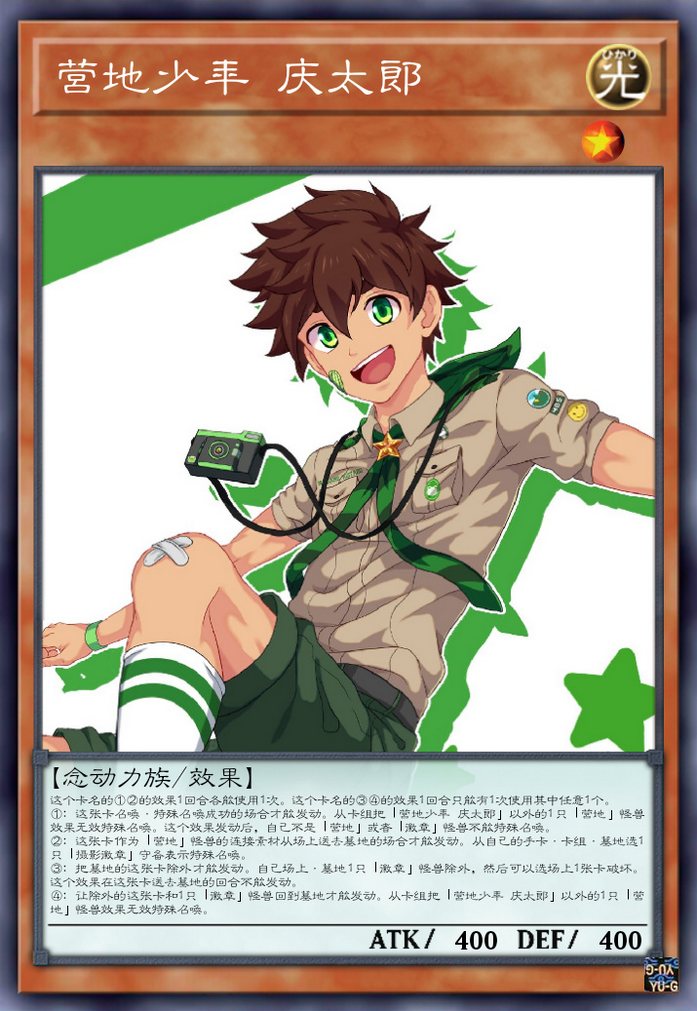 营地少年 庆太郎
ひかり
光
【念动力族/效果】
这个卡名的①②的效果1回合各能使用1次。这个卡名的③④的效果1回合只能有1次使用其中任意1个。
①：这张卡召唤·特殊召唤成功的场合才能发动。从卡组把「营地少年 庆太郎」以外的1只「营地」怪兽
效果无效特殊召唤。这个效果发动后，自己不是「营地」或者「徽章」怪兽不能特殊召唤。
②：这张卡作为「营地」怪兽的连接素材从场上送去墓地的场合才能发动。从自己的手卡·卡组·墓地选1
只「摄影徽章」守备表示特殊召唤。
③：把墓地的这张卡除外才能发动。自己场上·墓地1只「徽章」怪兽除外，然后可以选场上1张卡破坏。
这个效果在这张卡送去墓地的回合不能发动。
④：让除外的这张卡和1只「徽章」怪兽回到墓地才能发动。从卡组把「营地少年 庆太郎」以外的1只「营
地」怪兽效果无效特殊召唤。
ATK/ 400 DEF/ 400
YU-G